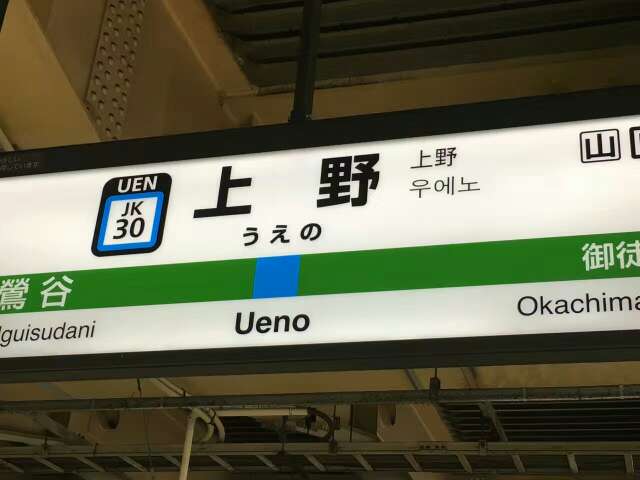 UEN
JK
30
上野
上野
우에노
山
うえの
鶯谷
御徒
Ueno
guisudani
Okachima